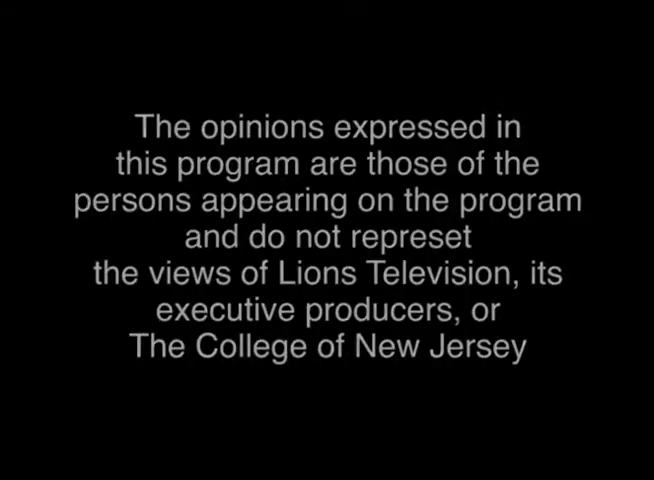 The opinions expressed in
this program are those of the
persons appearing on the program
and do not represet
the views of Lions Television, its
executive producers, or
The College of New Jersey